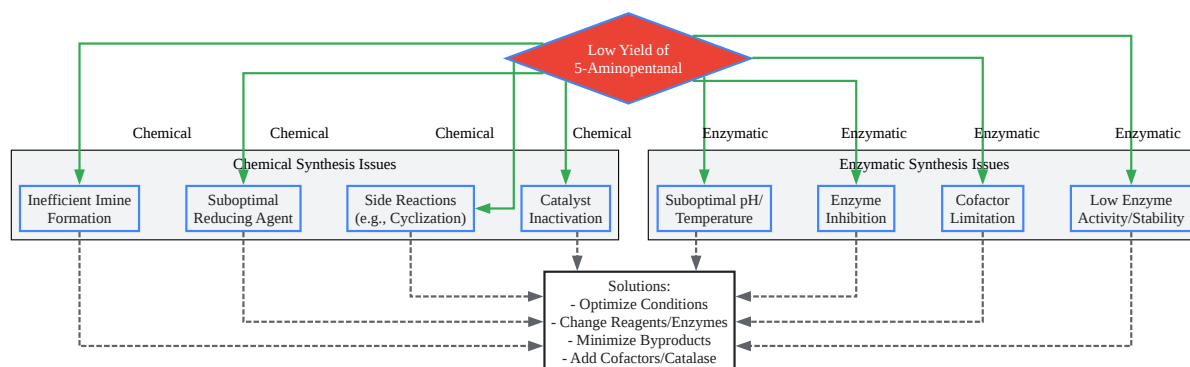 Low Yield of
5-Aminopentanal
Chemical
Chemical
Chemical
Chemical
Enzymatic
Enzymatic
Enzymatic
Enzymatic
Chemical Synthesis Issues
Enzymatic Synthesis Issues
Inefficient Imine
Formation
Suboptimal
Reducing Agent
Side Reactions
(e.g., Cyclization)
Catalyst
Inactivation
Suboptimal pH/
Temperature
Enzyme
Inhibition
Cofactor
Limitation
Low Enzyme
Activity/Stability
Solutions:
- Optimize Conditions
- Change Reagents/Enzymes
- Minimize Byproducts
- Add Cofactors/Catalase